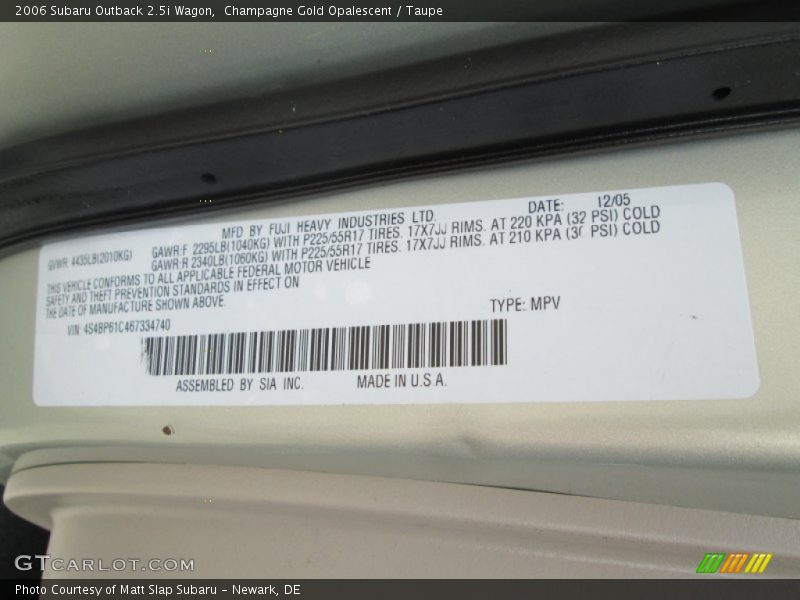 2006 Subaru Outback 2.5i Wagon,  Champagne Gold Opalescent / Taupe
MFD BY FUJI HEAVY INDUSTRIES LTD. DATE: 12/05
GVWR: 4435LB(2010KG) GAWR:F 2295LB(1040KG) WITH P225/55R17 TIRES. 17X7JJ RIMS. AT 220 KPA (32 PSI) COLD
GAWR:R 2340LB(1060KG) WITH P225/55R17 TIRES. 17X7JJ RIMS. AT 210 KPA (30 PSI) COLD
THIS VEHICLE CONFORMS TO ALL APPLICABLE FEDERAL MOTOR VEHICLE
SAFETY AND THEFT PREVENTION STANDARDS IN EFFECT ON
THE DATE OF MANUFACTURE SHOWN ABOVE.
VIN: 4S4BP61C467334740 TYPE: MPV
ASSEMBLED BY SIA INC. MADE IN U.S.A.
GTCARLOT.COM
Photo Courtesy of Matt Slap Subaru - Newark, DE